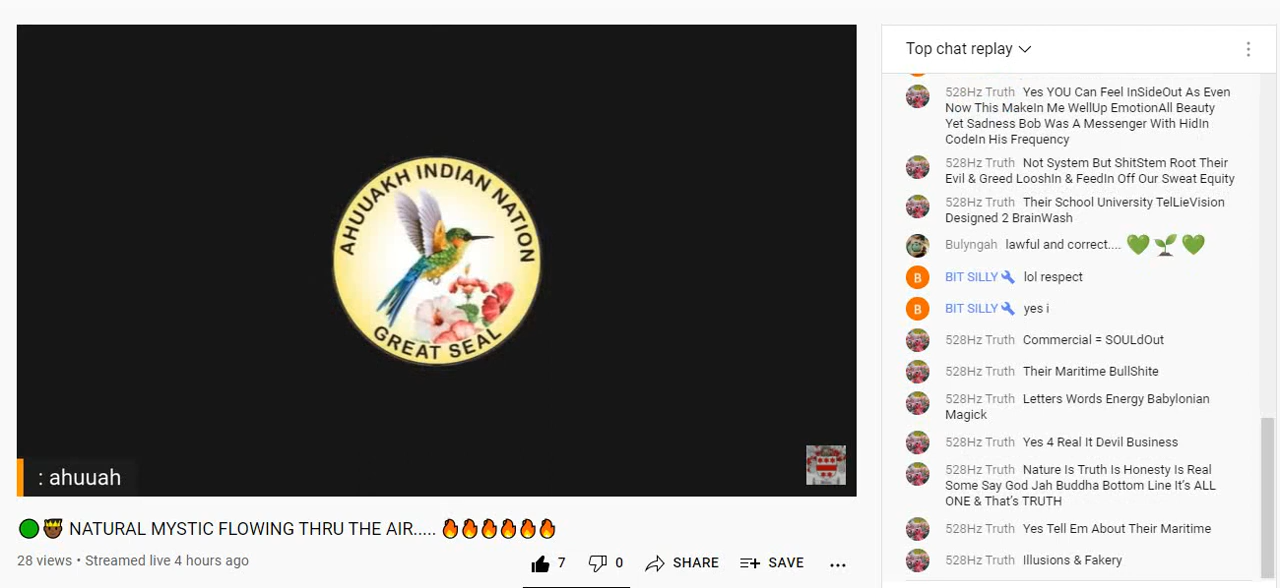 AHUUAKH INDIAN NATION
GREAT SEAL
: ahuuah
NATURAL MYSTIC FLOWING THRU THE AIR.....
28 views • Streamed live 4 hours ago
7
0
SHARE
SAVE
Top chat replay
528Hz Truth Yes YOU Can Feel InSideOut As Even
Now This MakeIn Me WellUp EmotionAll Beauty
Yet Sadness Bob Was A Messenger With HidIn
CodeIn His Frequency
528Hz Truth Not System But ShitStem Root Their
Evil & Greed LooshIn & FeedIn Off Our Sweat Equity
528Hz Truth Their School University TelLieVision
Designed 2 BrainWash
Bulyngah lawful and correct.... 💚🌱💚
B BIT SILLY lol respect
B BIT SILLY yes i
528Hz Truth Commercial = SOULdOut
528Hz Truth Their Maritime BullShite
528Hz Truth Letters Words Energy Babylonian
Magick
528Hz Truth Yes 4 Real It Devil Business
528Hz Truth Nature Is Truth Is Honesty Is Real
Some Say God Jah Buddha Bottom Line It's ALL
ONE & That's TRUTH
528Hz Truth Yes Tell Em About Their Maritime
528Hz Truth Illusions & Fakery